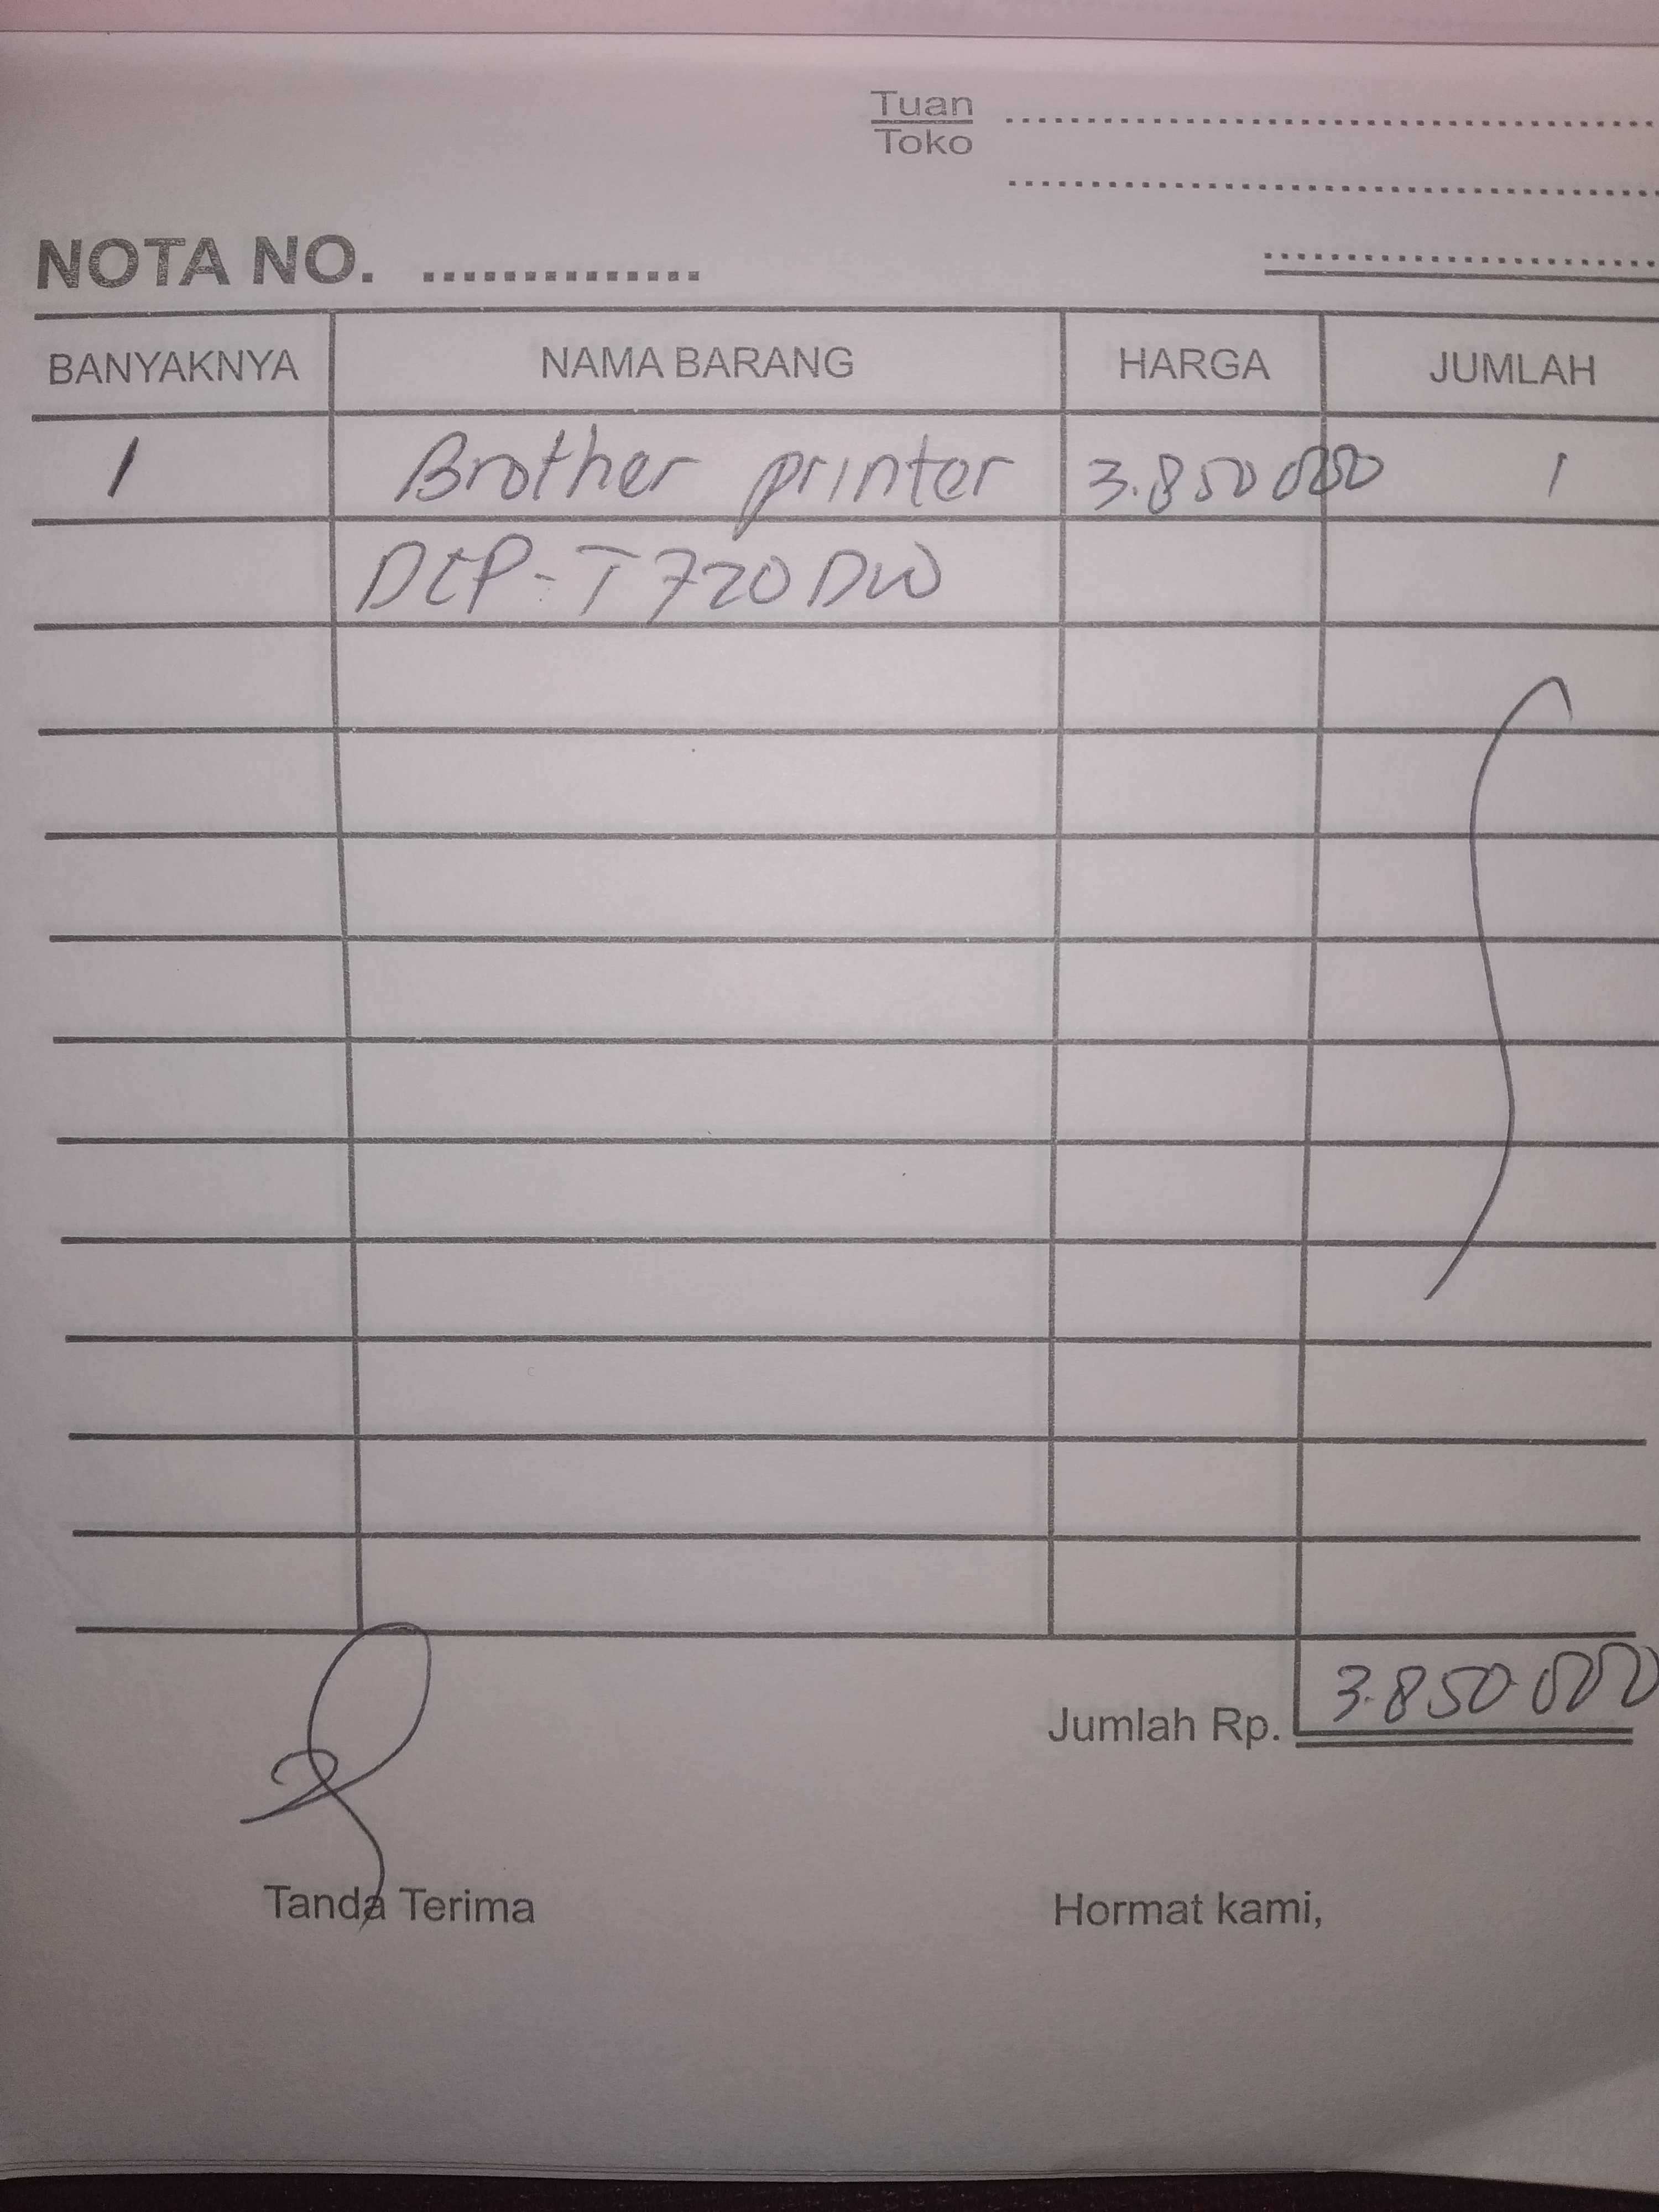 Tuan
Toko
NOTA NO. ..............
BANYAKNYA NAMA BARANG HARGA JUMLAH
1 Brother printer 3.850 000 1
DCP-T720DW
Jumlah Rp. 3.850.000
Tanda Terima Hormat kami,